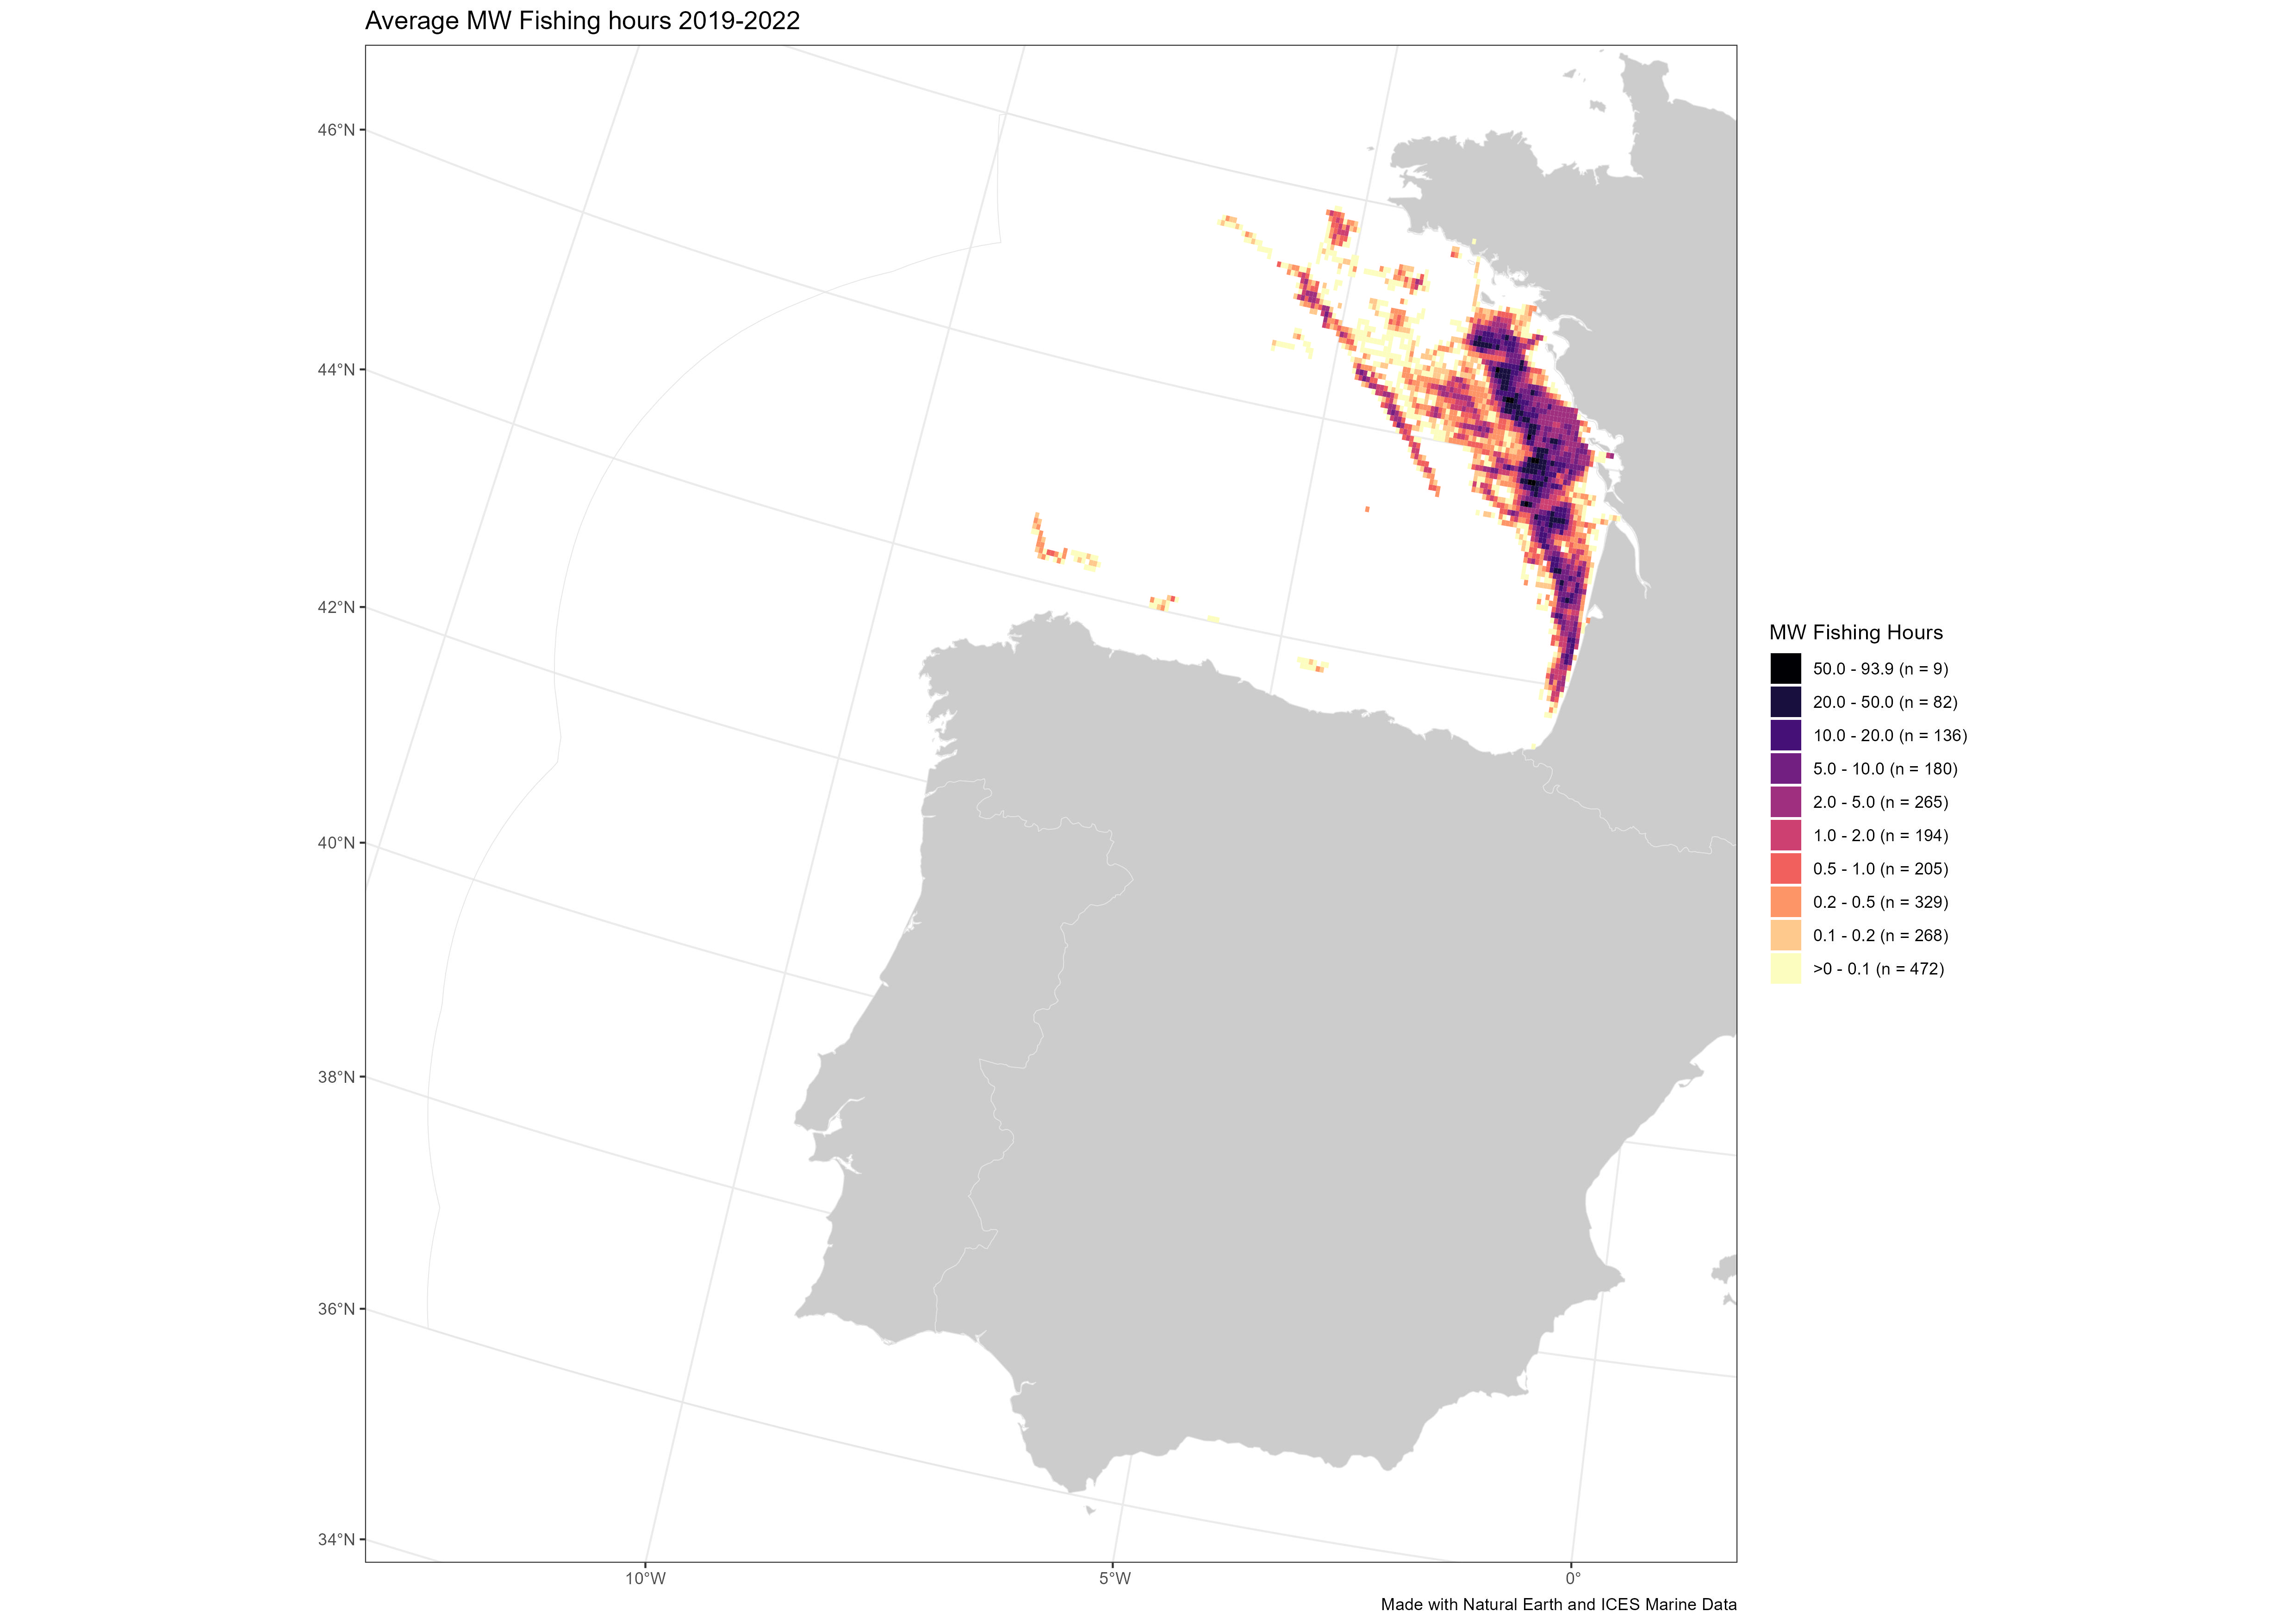 Average MW Fishing hours 2019-2022
46°N
44°N
42°N
40°N
38°N
36°N
34°N
10°W
5°W
0°
MW Fishing Hours
50.0 - 93.9 (n = 9)
20.0 - 50.0 (n = 82)
10.0 - 20.0 (n = 136)
5.0 - 10.0 (n = 180)
2.0 - 5.0 (n = 265)
1.0 - 2.0 (n = 194)
0.5 - 1.0 (n = 205)
0.2 - 0.5 (n = 329)
0.1 - 0.2 (n = 268)
>0 - 0.1 (n = 472)
Made with Natural Earth and ICES Marine Data